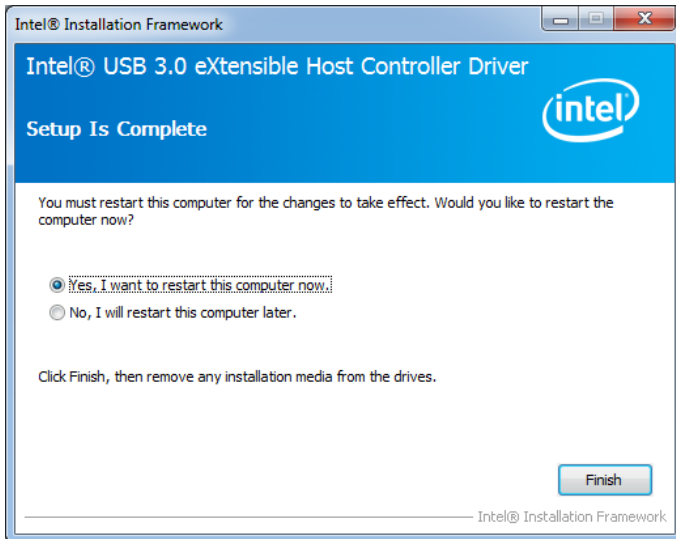 Intel® Installation Framework
Intel® USB 3.0 eXtensible Host Controller Driver
intel
Setup Is Complete
You must restart this computer for the changes to take effect. Would you like to restart the
computer now?
Yes, I want to restart this computer now.
No, I will restart this computer later.
Click Finish, then remove any installation media from the drives.
Finish
Intel® Installation Framework